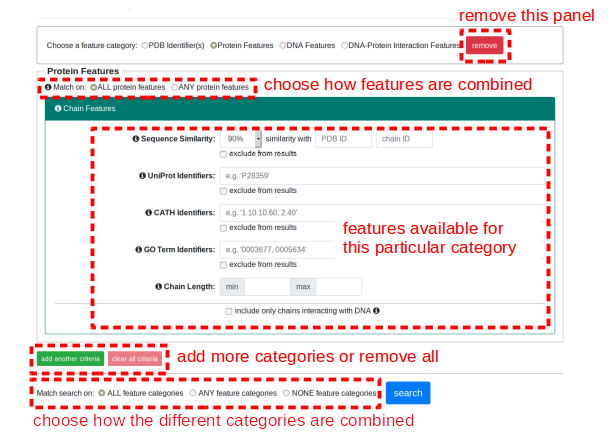 remove this panel
Choose a feature category: PDB Identifier(s) Protein Features DNA Features DNA-Protein Interaction Features remove
Protein Features
Match on: ALL protein features ANY protein features choose how features are combined
Chain Features
Sequence Similarity: 90% similarity with PDB ID chain ID
exclude from results
UniProt Identifiers: e.g. 'P28359'
exclude from results
CATH Identifiers: e.g. '1.10.10.60, 2.40'
exclude from results
features available for
this particular category
GO Term Identifiers: e.g. '0003677, 0005634'
exclude from results
Chain Length: min max
include only chains interacting with DNA
add another criteria clear all criteria add more categories or remove all
Match search on: ALL feature categories ANY feature categories NONE feature categories search
choose how the different categories are combined